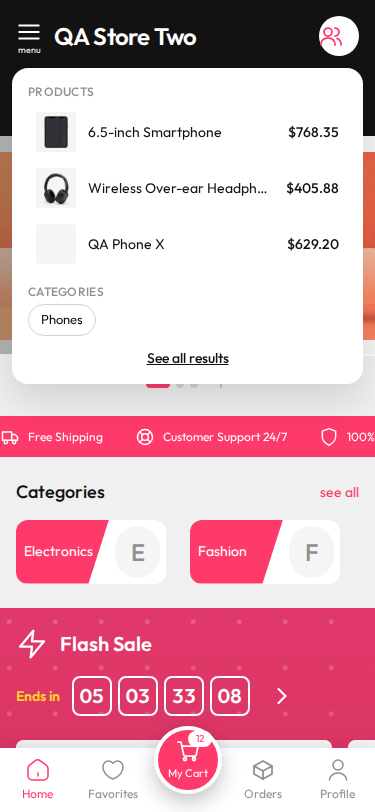 menu
QA Store Two
PRODUCTS
6.5-inch Smartphone $768.35
Wireless Over-ear Headph... $405.88
QA Phone X $629.20
CATEGORIES
Phones
See all results
Free Shipping Customer Support 24/7 100%
Categories see all
Electronics E Fashion F
Flash Sale
Ends in 05 03 33 08
12
My Cart
Home Favorites Orders Profile